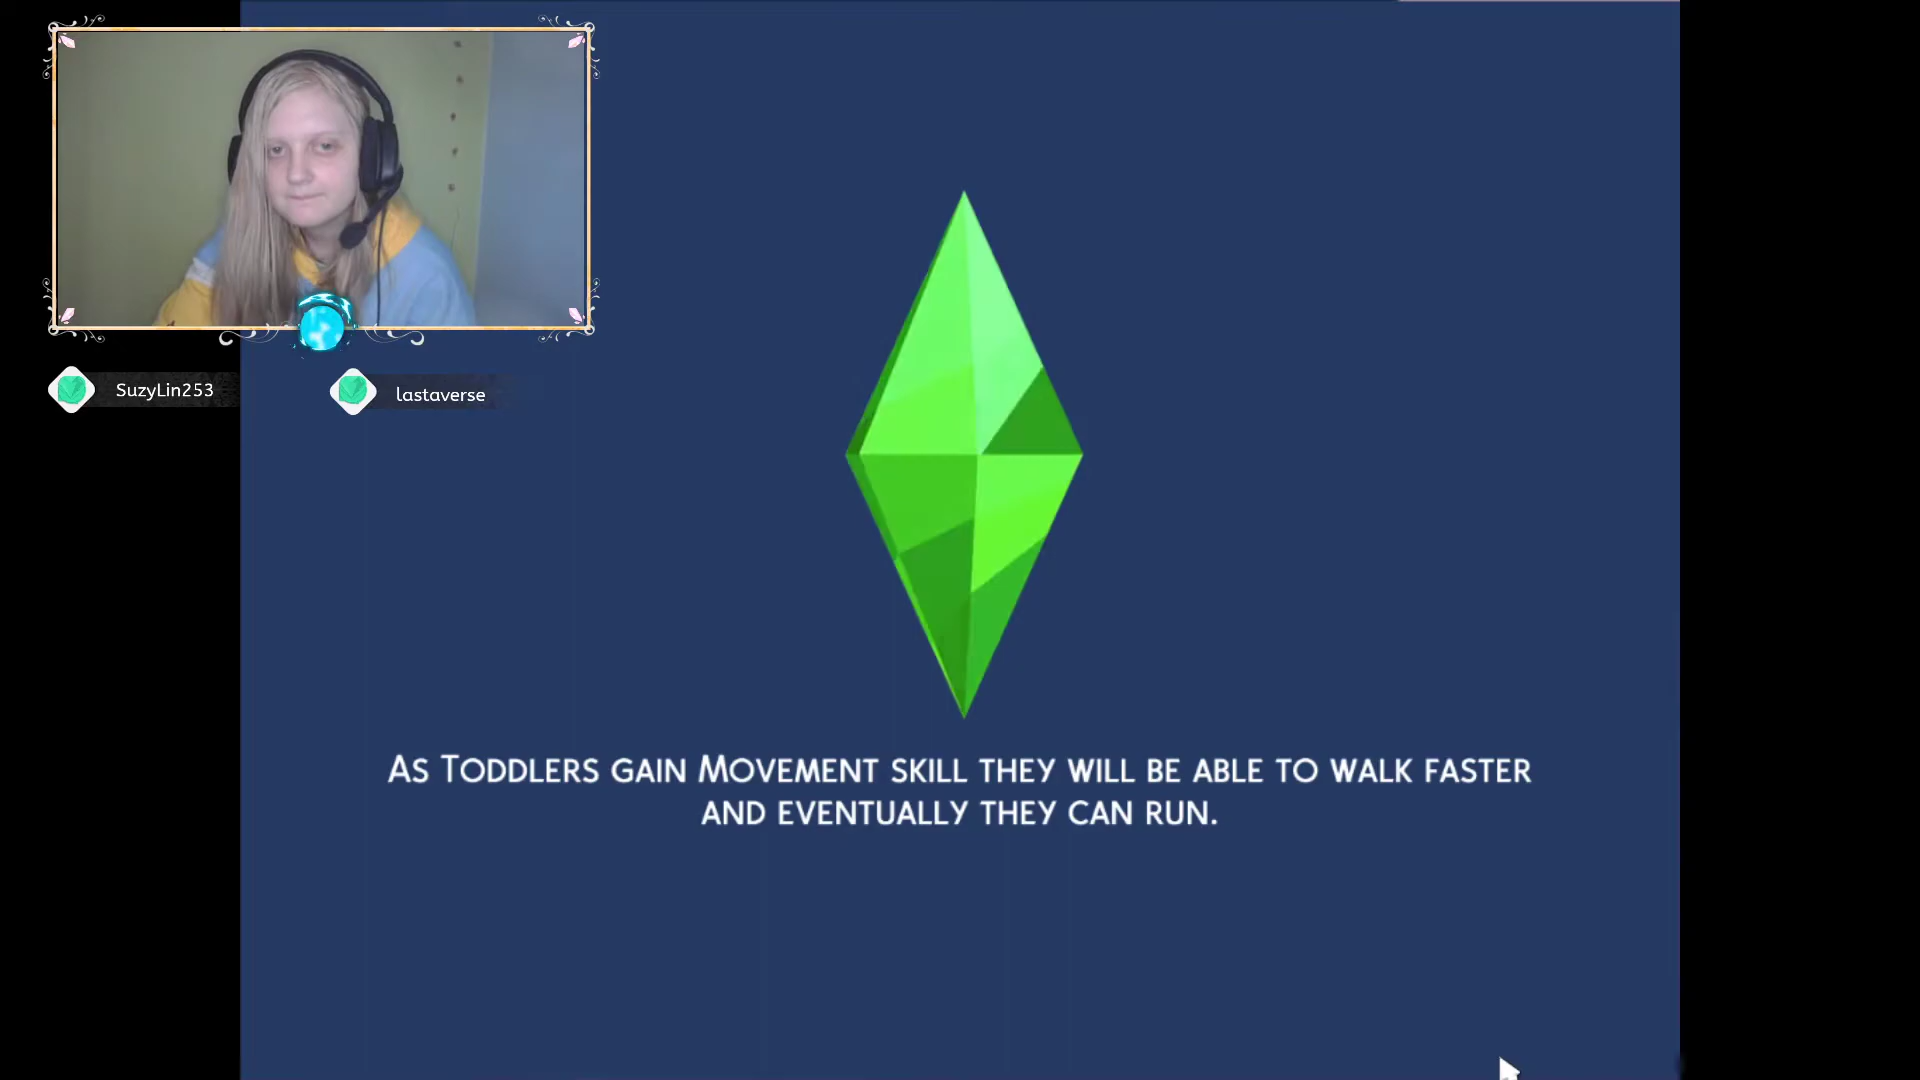 SuzyLin253
lastaverse
AS TODDLERS GAIN MOVEMENT SKILL THEY WILL BE ABLE TO WALK FASTER
AND EVENTUALLY THEY CAN RUN.